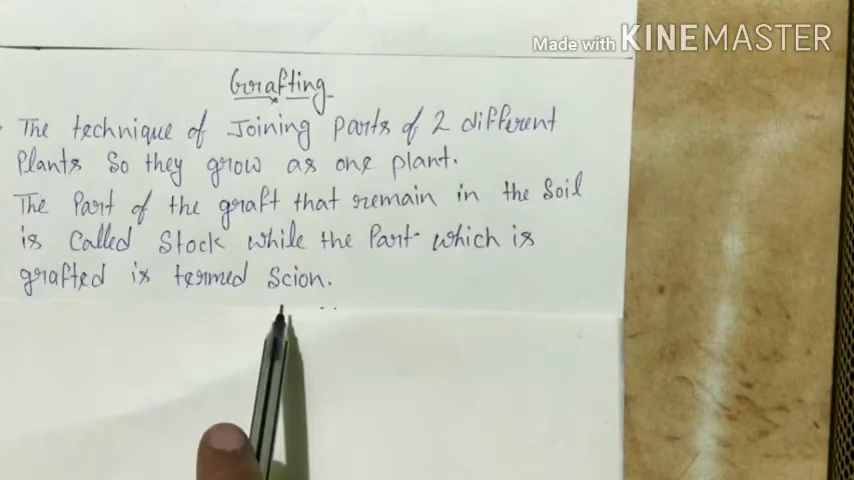 Made with KINEMASTER
Grafting
The technique of Joining parts of 2 different
Plants So they grow as one plant.
The Part of the graft that remain in the Soil
is Called Stock while the Part which is
grafted is termed Scion.